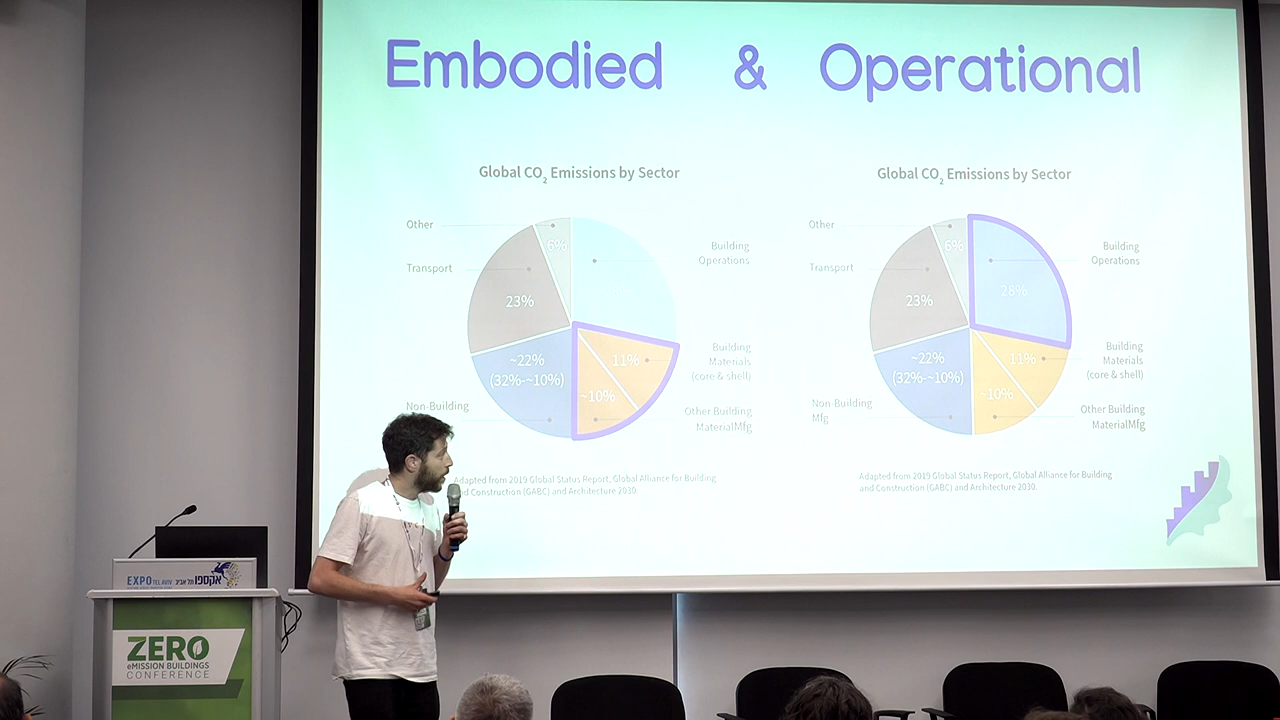 Embodied & Operational
Global CO2 Emissions by Sector
Other
Transport
6%
23%
Building
Operations
~22%
(32%-~10%)
11%
~10%
Building
Materials
(core & shell)
Non-Building
Other Building
MaterialMfg
Adapted from 2019 Global Status Report, Global Alliance for Building
and Construction (GABC) and Architecture 2030.
Global CO2 Emissions by Sector
Other
Transport
6%
23%
28%
Building
Operations
~22%
(32%-~10%)
11%
~10%
Building
Materials
(core & shell)
Non-Building
Mfg
Other Building
MaterialMfg
Adapted from 2019 Global Status Report, Global Alliance for Building
and Construction (GABC) and Architecture 2030.
EXPO TEL AVIV אקספו תל אביב
ZERO
eMISSION BUILDINGS
CONFERENCE